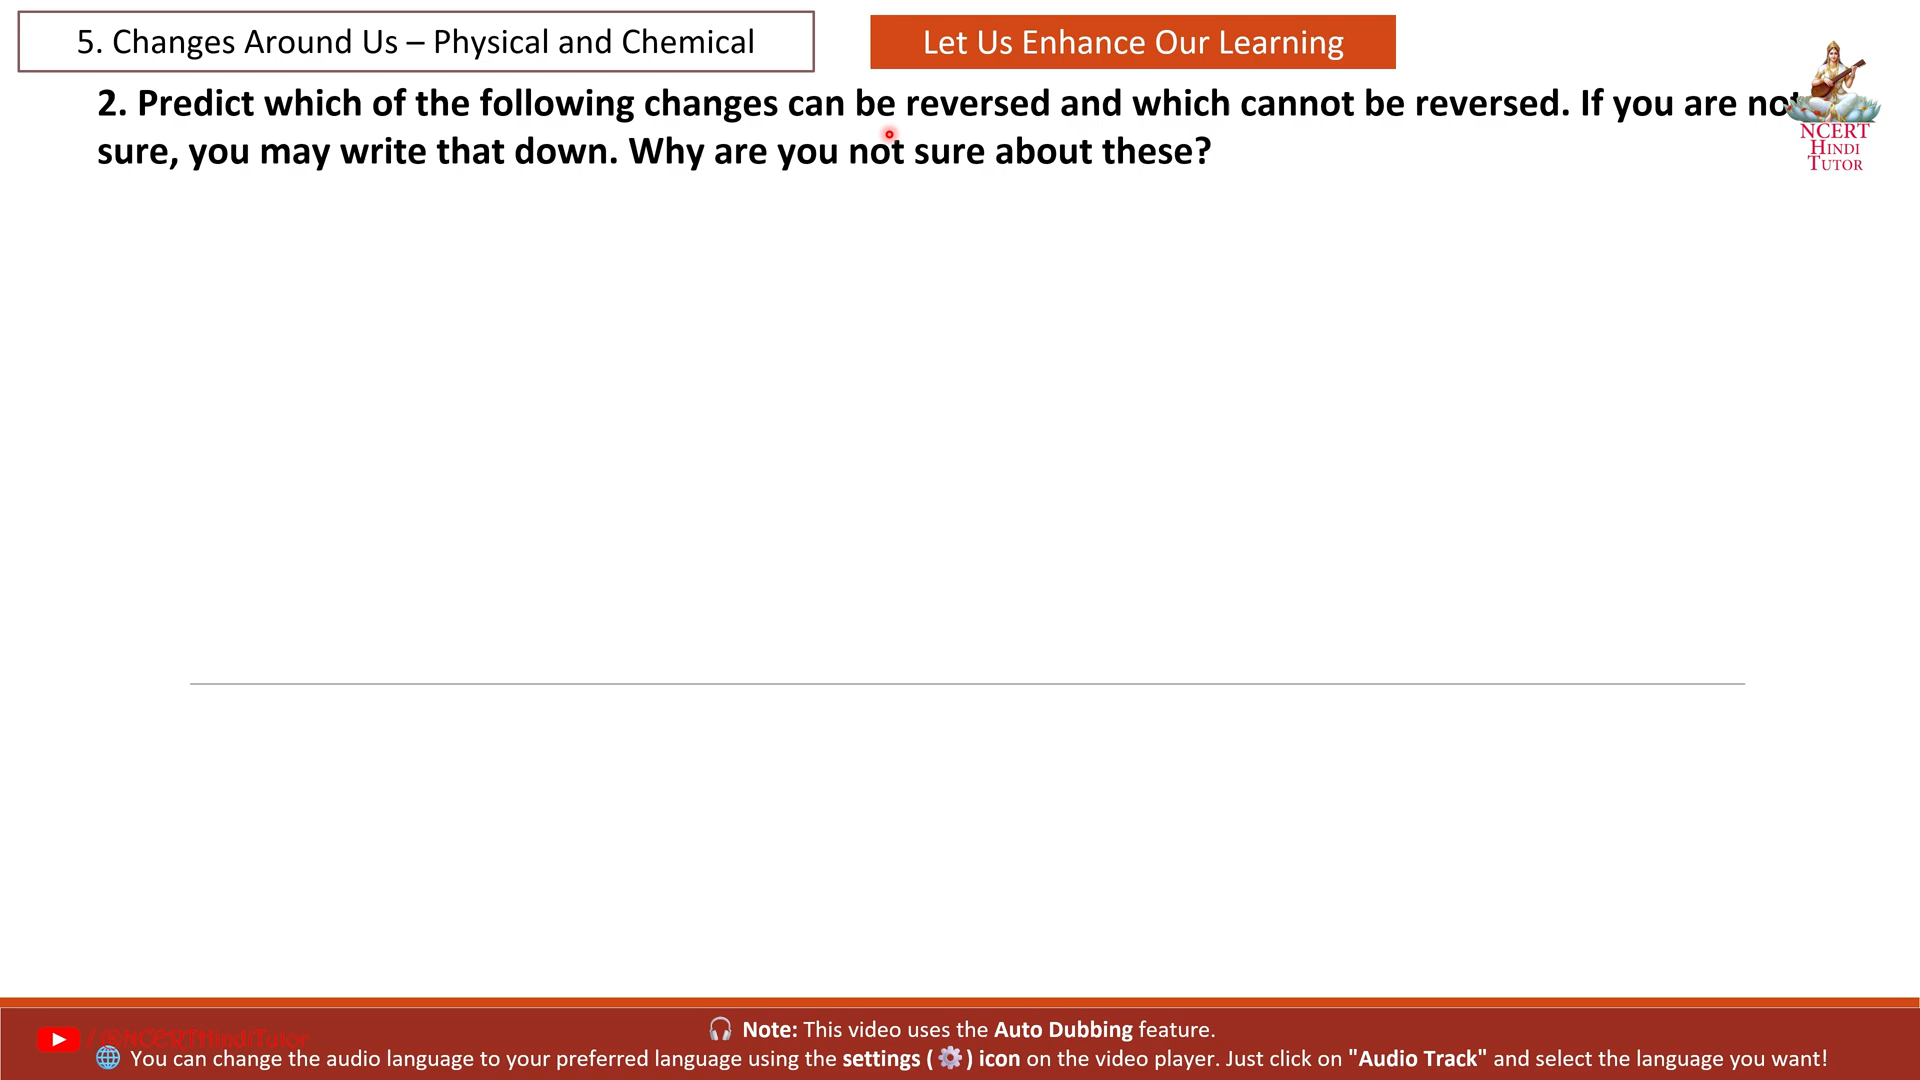 5. Changes Around Us – Physical and Chemical
Let Us Enhance Our Learning
2. Predict which of the following changes can be reversed and which cannot be reversed. If you are not
sure, you may write that down. Why are you not sure about these?
NCERT
HINDI
TUTOR
🎧 Note: This video uses the Auto Dubbing feature.
/@NCERTHindiTutor
🌐 You can change the audio language to your preferred language using the settings ( ⚙️ ) icon on the video player. Just click on "Audio Track" and select the language you want!